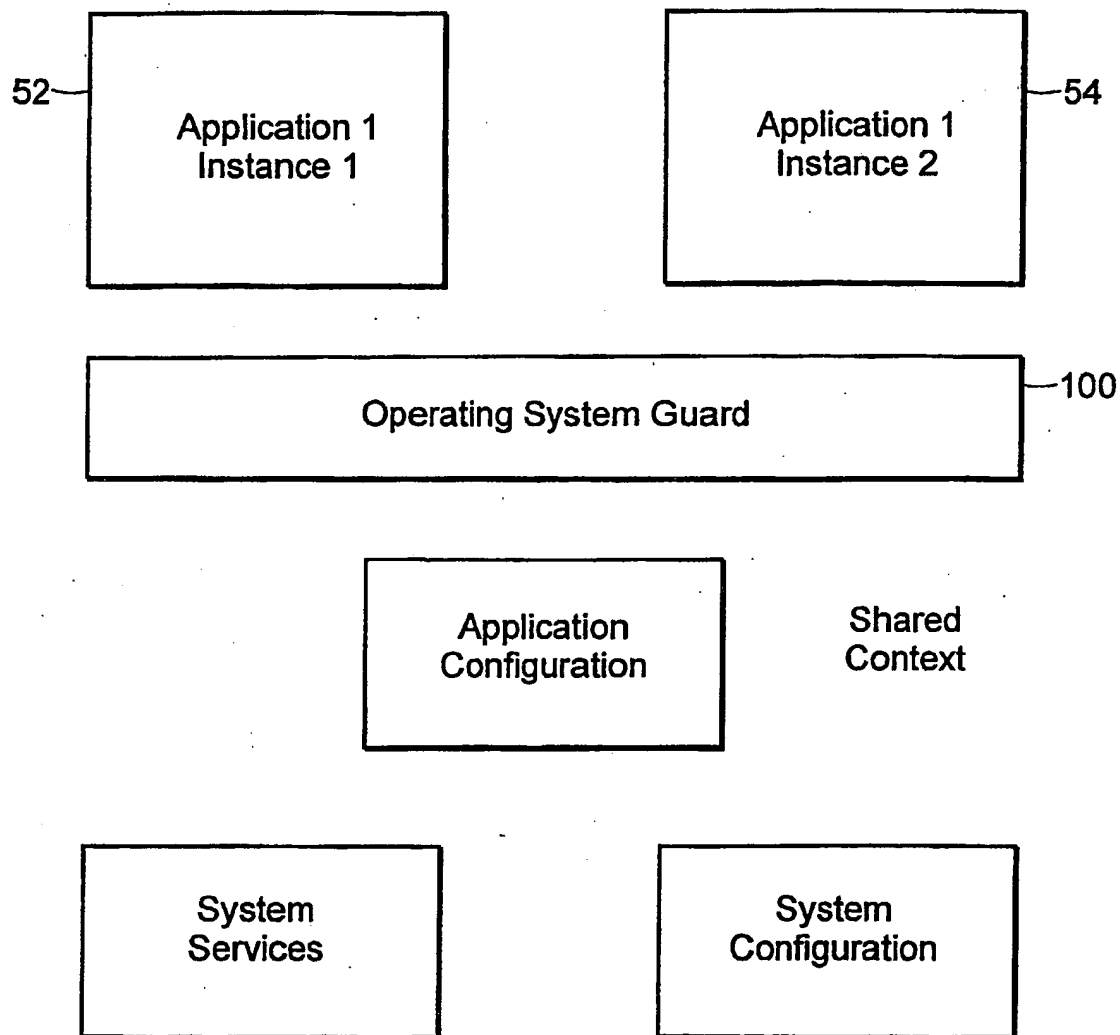 52
Application 1
Instance 1
Application 1
Instance 2
54
Operating System Guard
100
Application
Configuration
Shared
Context
System
Services
System
Configuration